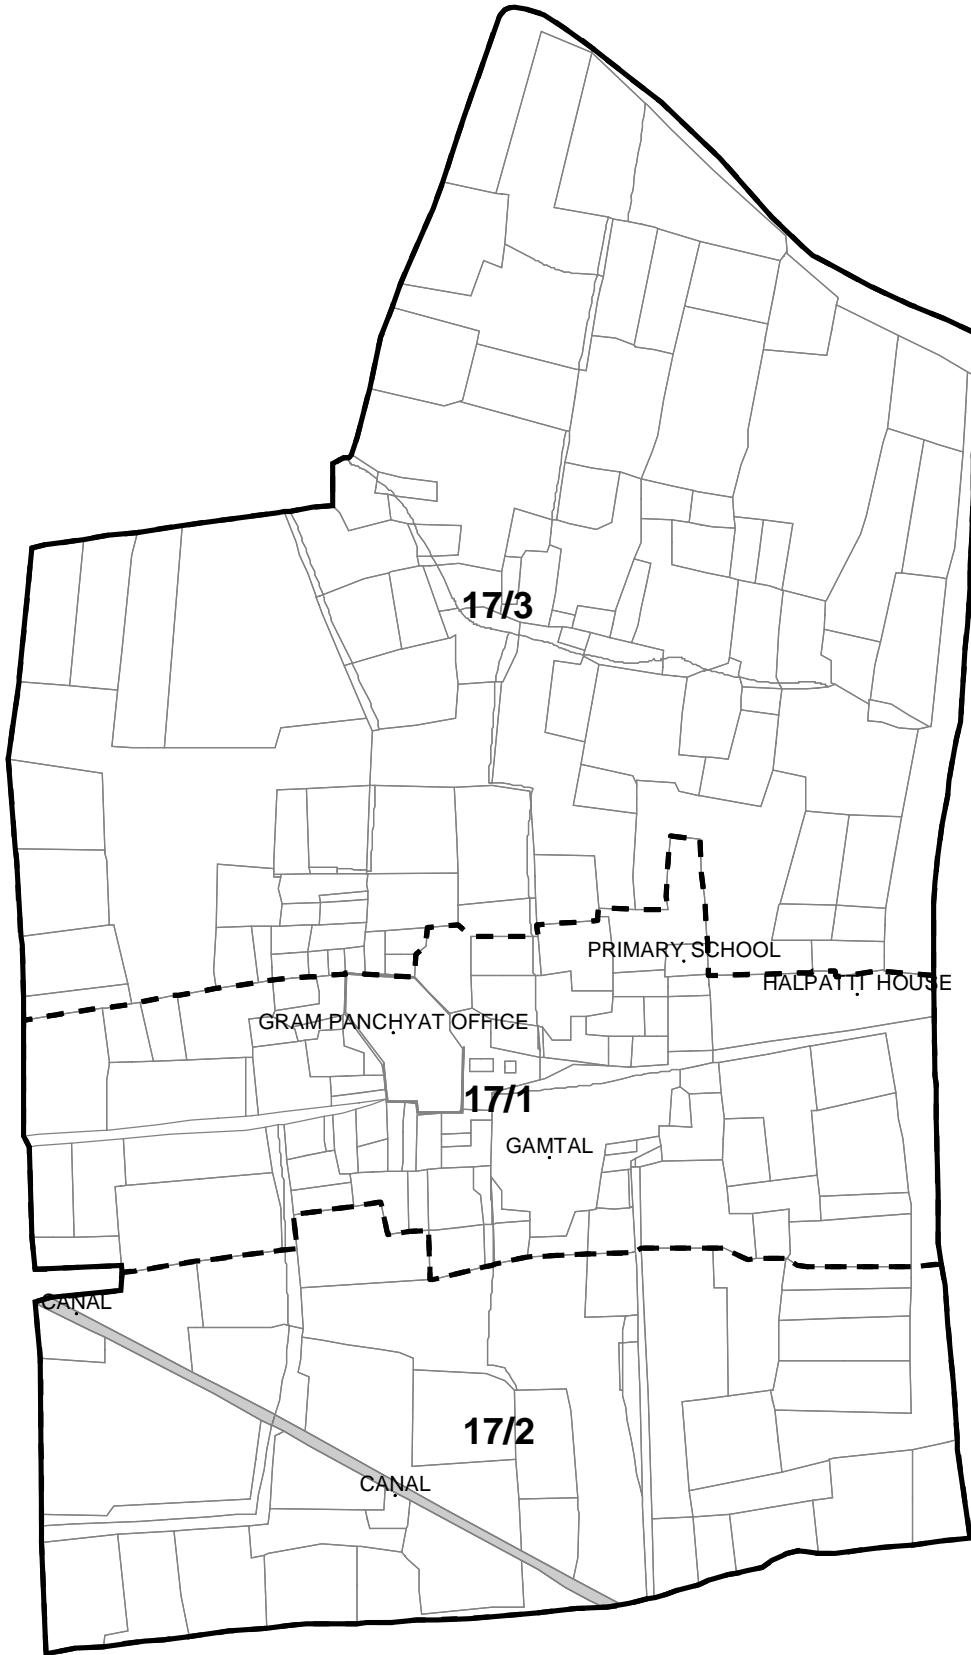 17/3
PRIMARY SCHOOL
HALPATTI HOUSE
GRAM PANCHYAT OFFICE
17/1
GAMTAL
CANAL
17/2
CANAL